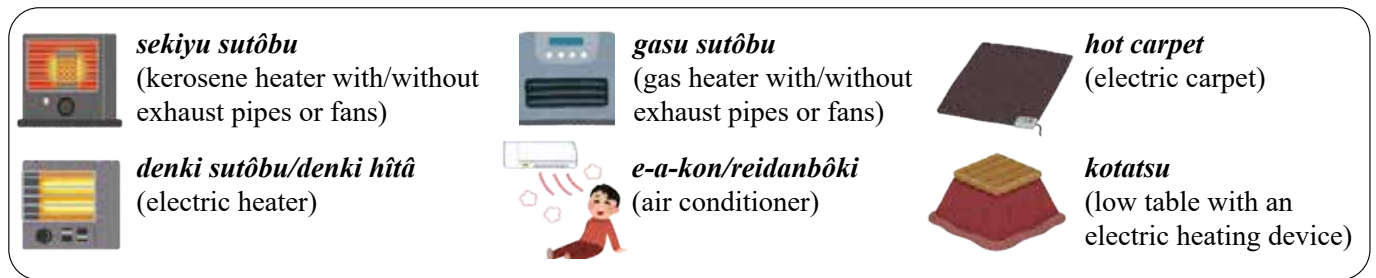 sekiyu sutôbu
(kerosene heater with/without
exhaust pipes or fans)
gasu sutôbu
(gas heater with/without
exhaust pipes or fans)
hot carpet
(electric carpet)
denki sutôbu/denki hîtâ
(electric heater)
e-a-kon/reidanbôki
(air conditioner)
kotatsu
(low table with an
electric heating device)